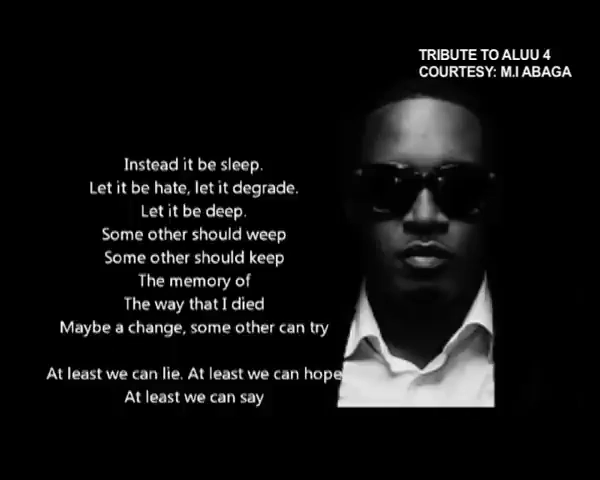 TRIBUTE TO ALUU 4
COURTESY: M.I ABAGA
Instead it be sleep.
Let it be hate, let it degrade.
Let it be deep.
Some other should weep
Some other should keep
The memory of
The way that I died
Maybe a change, some other can try
At least we can lie. At least we can hope
At least we can say